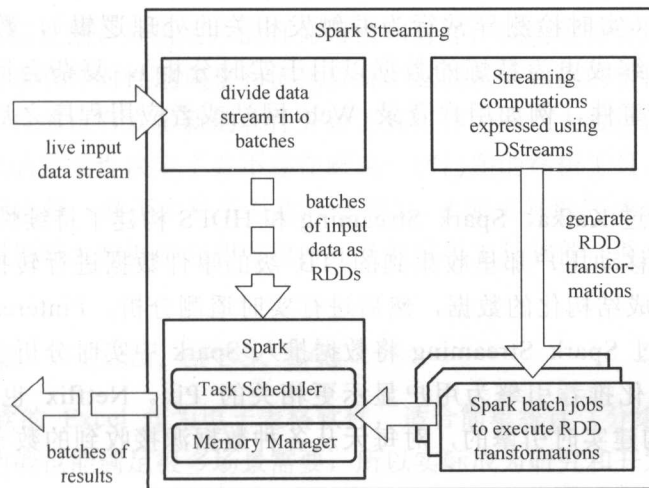 Spark Streaming
divide data
stream into
batches
Streaming
computations
expressed using
DStreams
live input
data stream
batches
of input
data as
RDDs
generate
RDD
transfor-
mations
Spark
Task Scheduler
Memory Manager
Spark batch jobs
to execute RDD
transformations
batches of
results